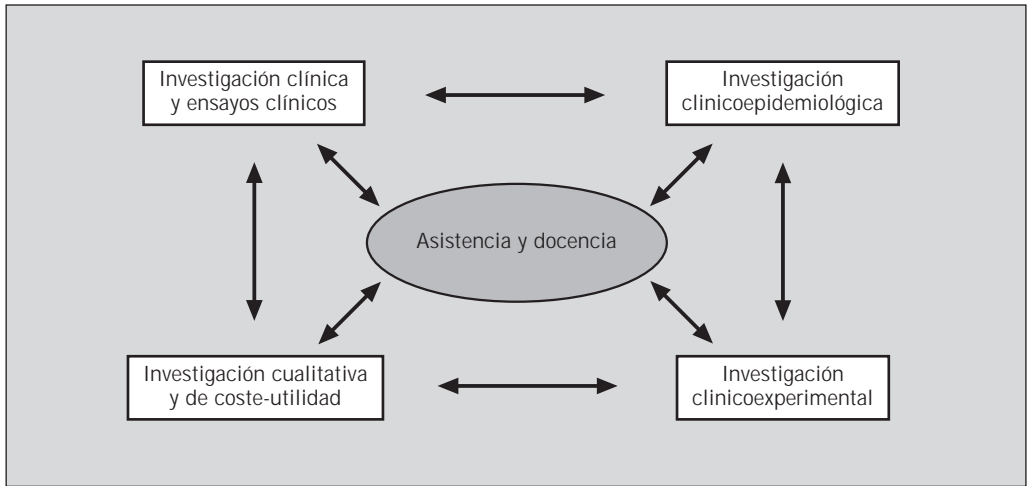 Investigación clínica
y ensayos clínicos
Investigación
clinicoepidemiológica
Asistencia y docencia
Investigación cualitativa
y de coste-utilidad
Investigación
clinicoexperimental